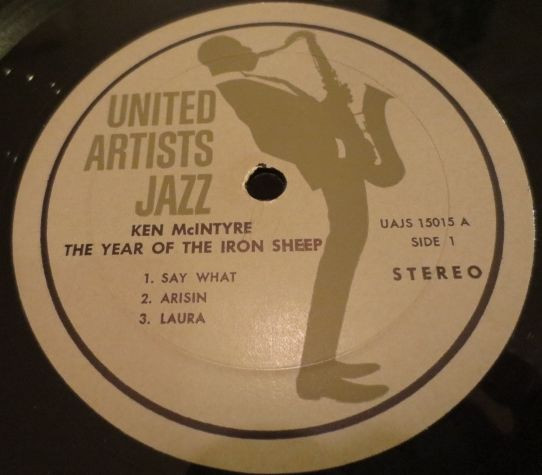 UNITED
ARTISTS
JAZZ
KEN McINTYRE
THE YEAR OF THE IRON SHEEP
UAJS 15015 A
SIDE 1
STEREO
1. SAY WHAT
2. ARISIN
3. LAURA